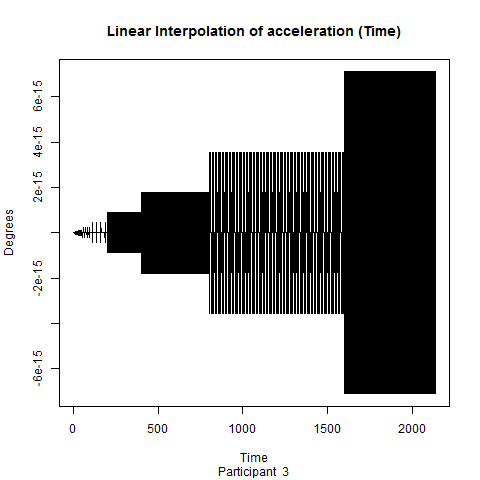 Linear Interpolation of acceleration (Time)
6e-15
4e-15
2e-15
-2e-15
-6e-15
Degrees
0 500 1000 1500 2000
Time
Participant 3